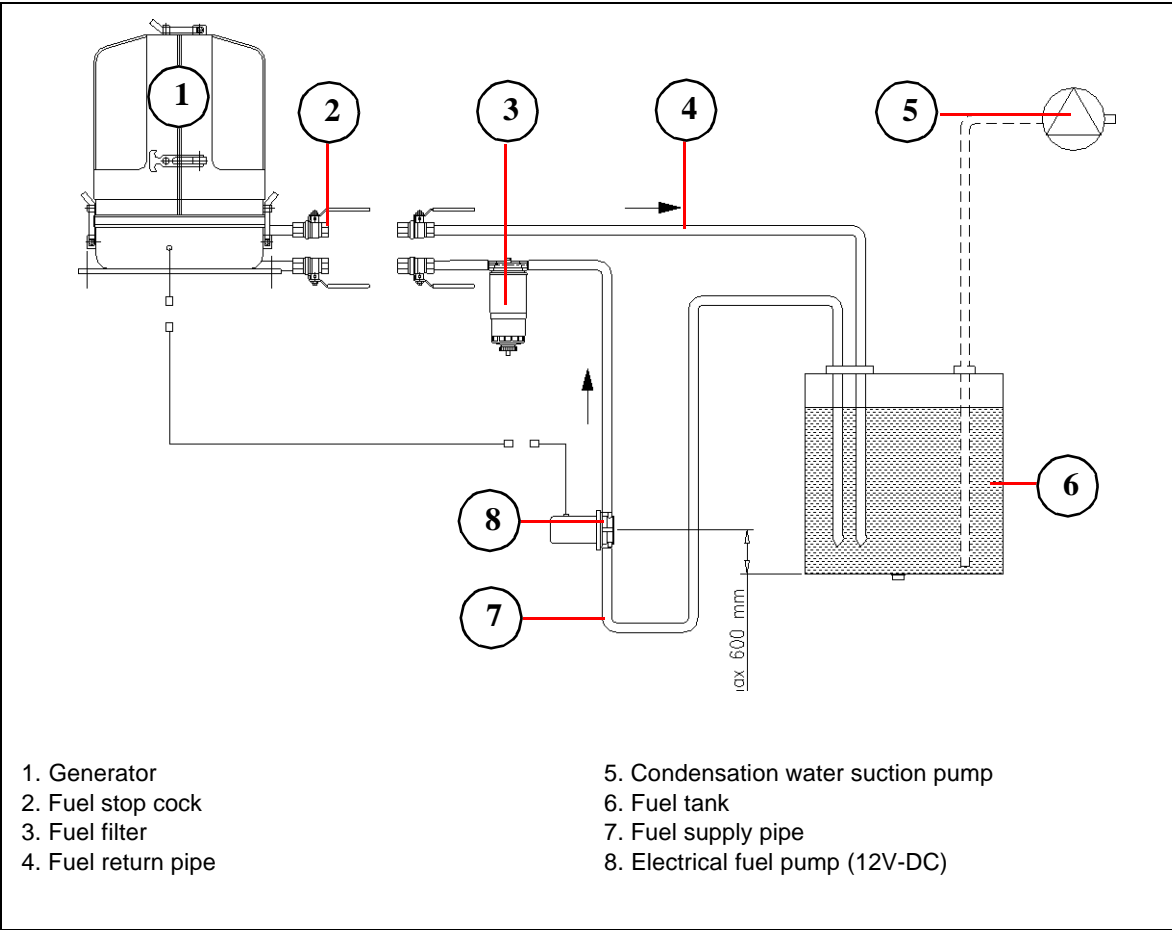 1
2
3
4
5
6
7
8
600 mm
1. Generator
2. Fuel stop cock
3. Fuel filter
4. Fuel return pipe
5. Condensation water suction pump
6. Fuel tank
7. Fuel supply pipe
8. Electrical fuel pump (12V-DC)